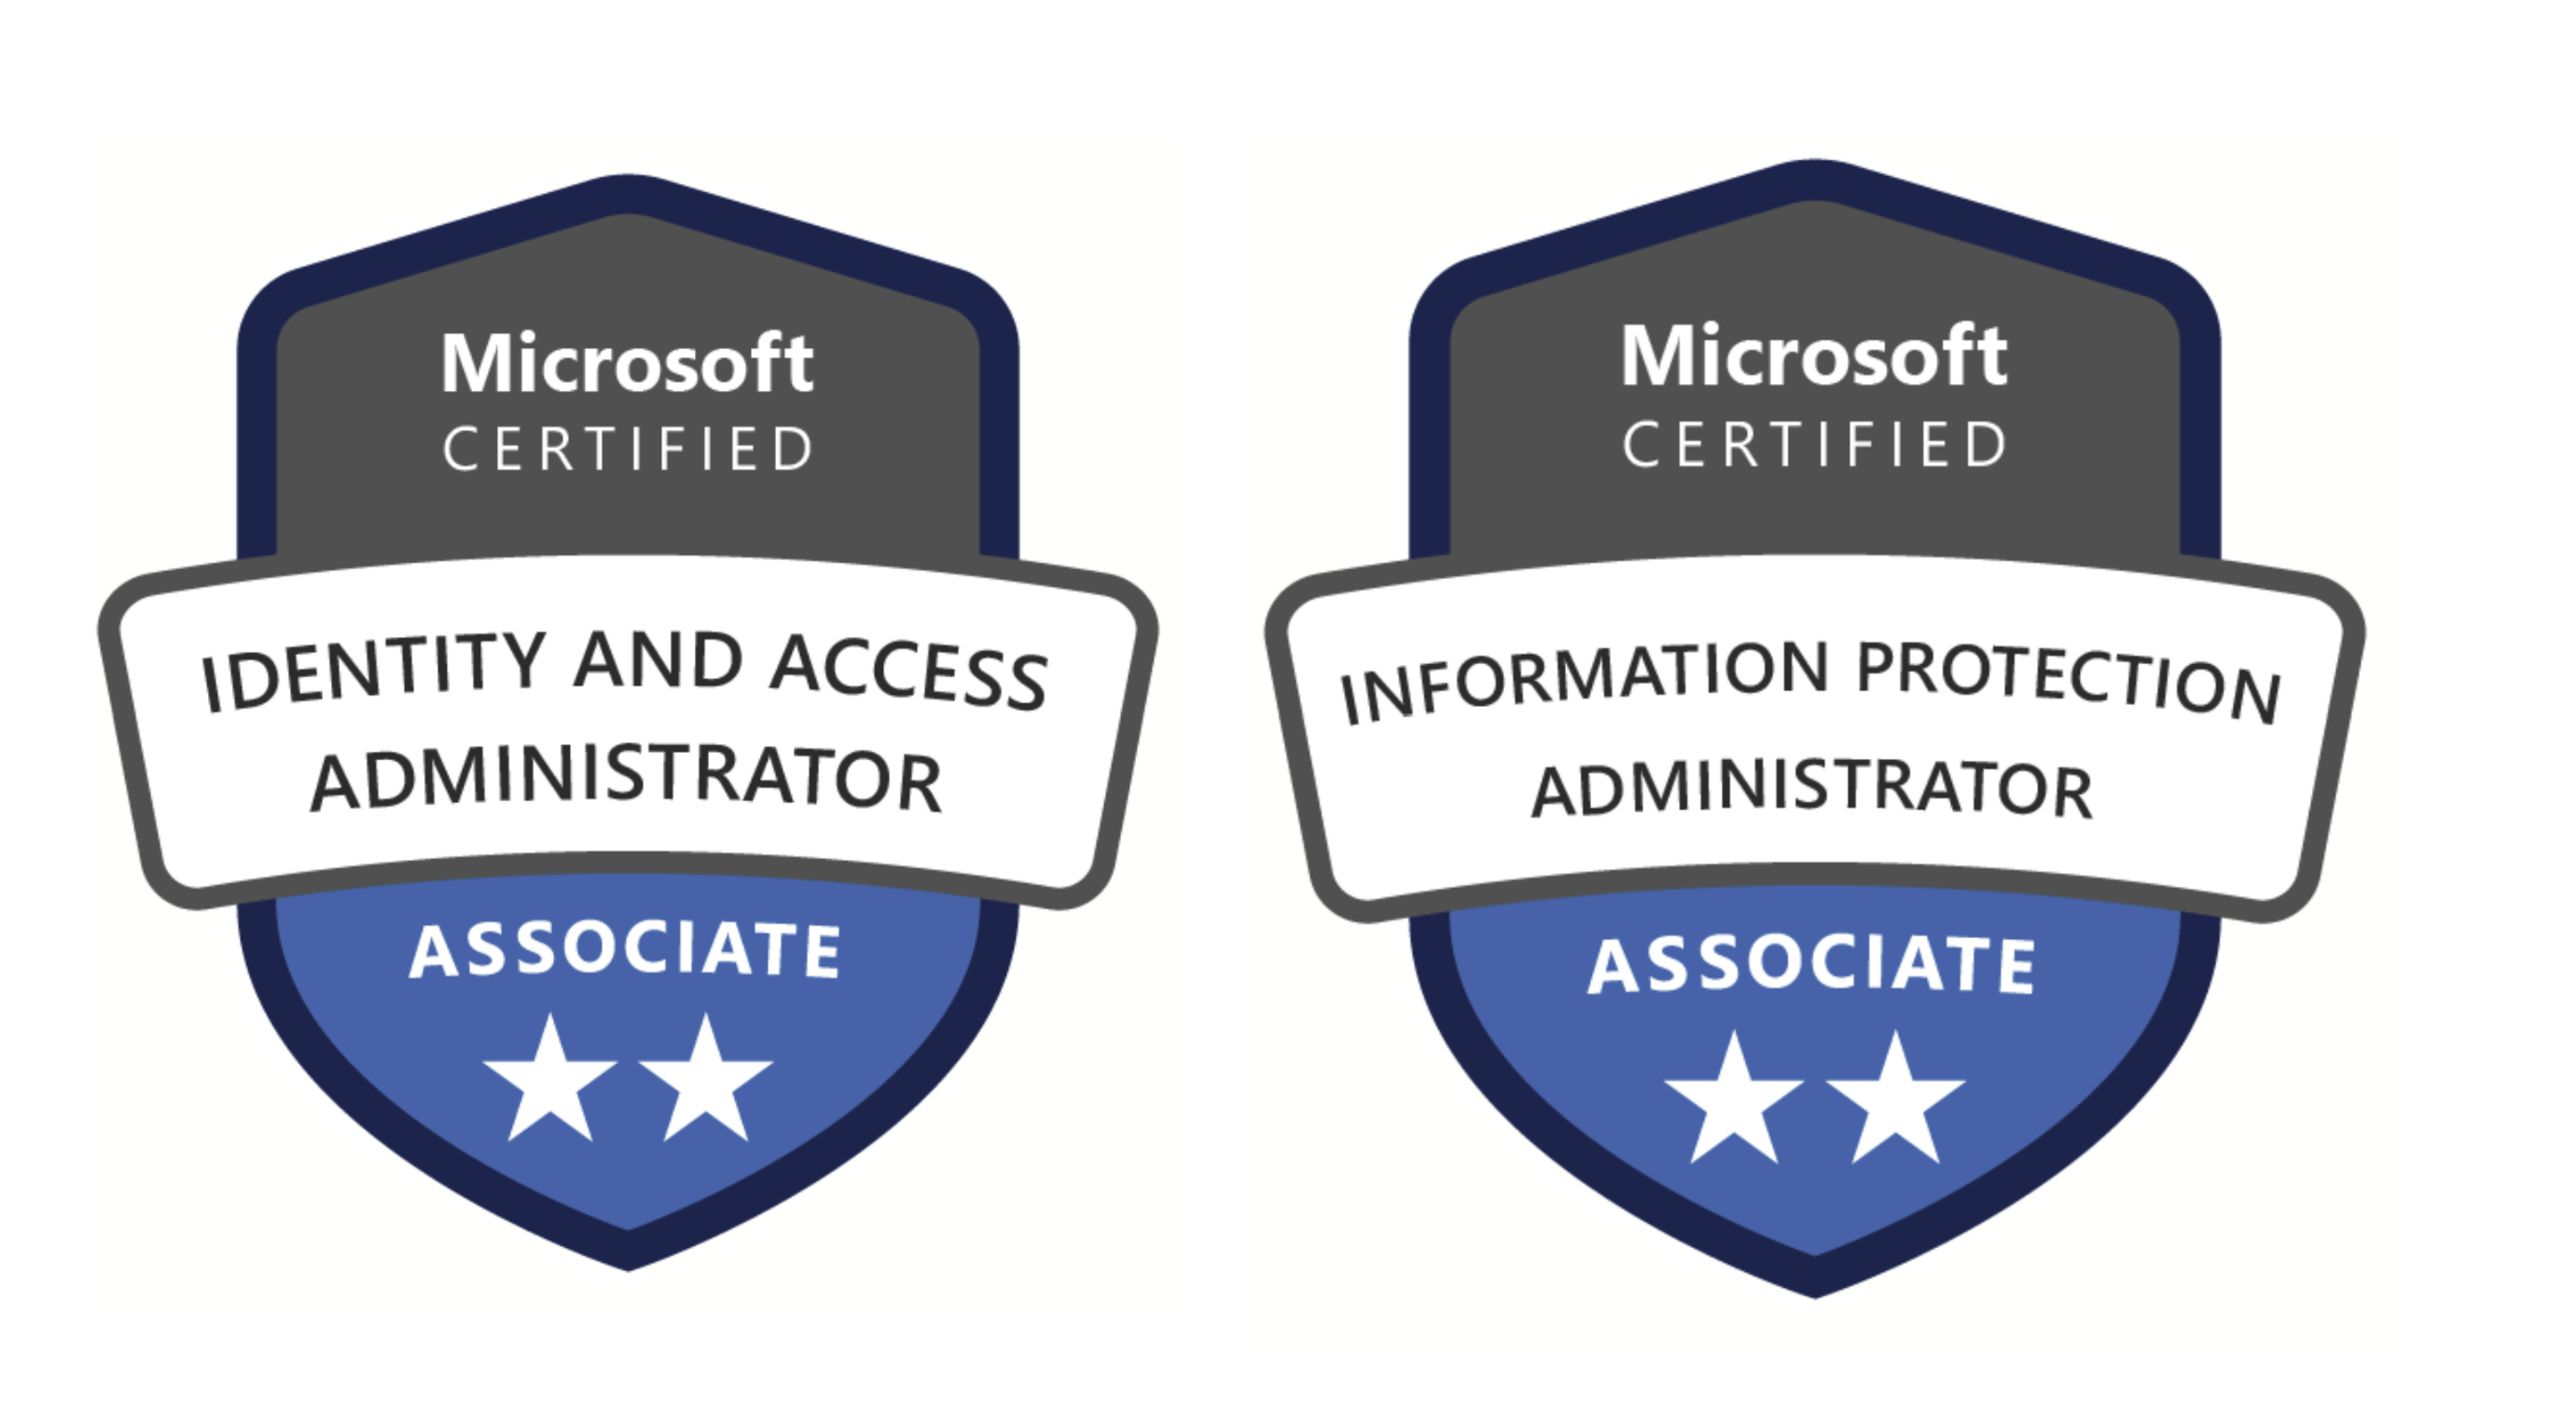 Microsoft
CERTIFIED
IDENTITY AND ACCESS
ADMINISTRATOR
ASSOCIATE
Microsoft
CERTIFIED
INFORMATION PROTECTION
ADMINISTRATOR
ASSOCIATE